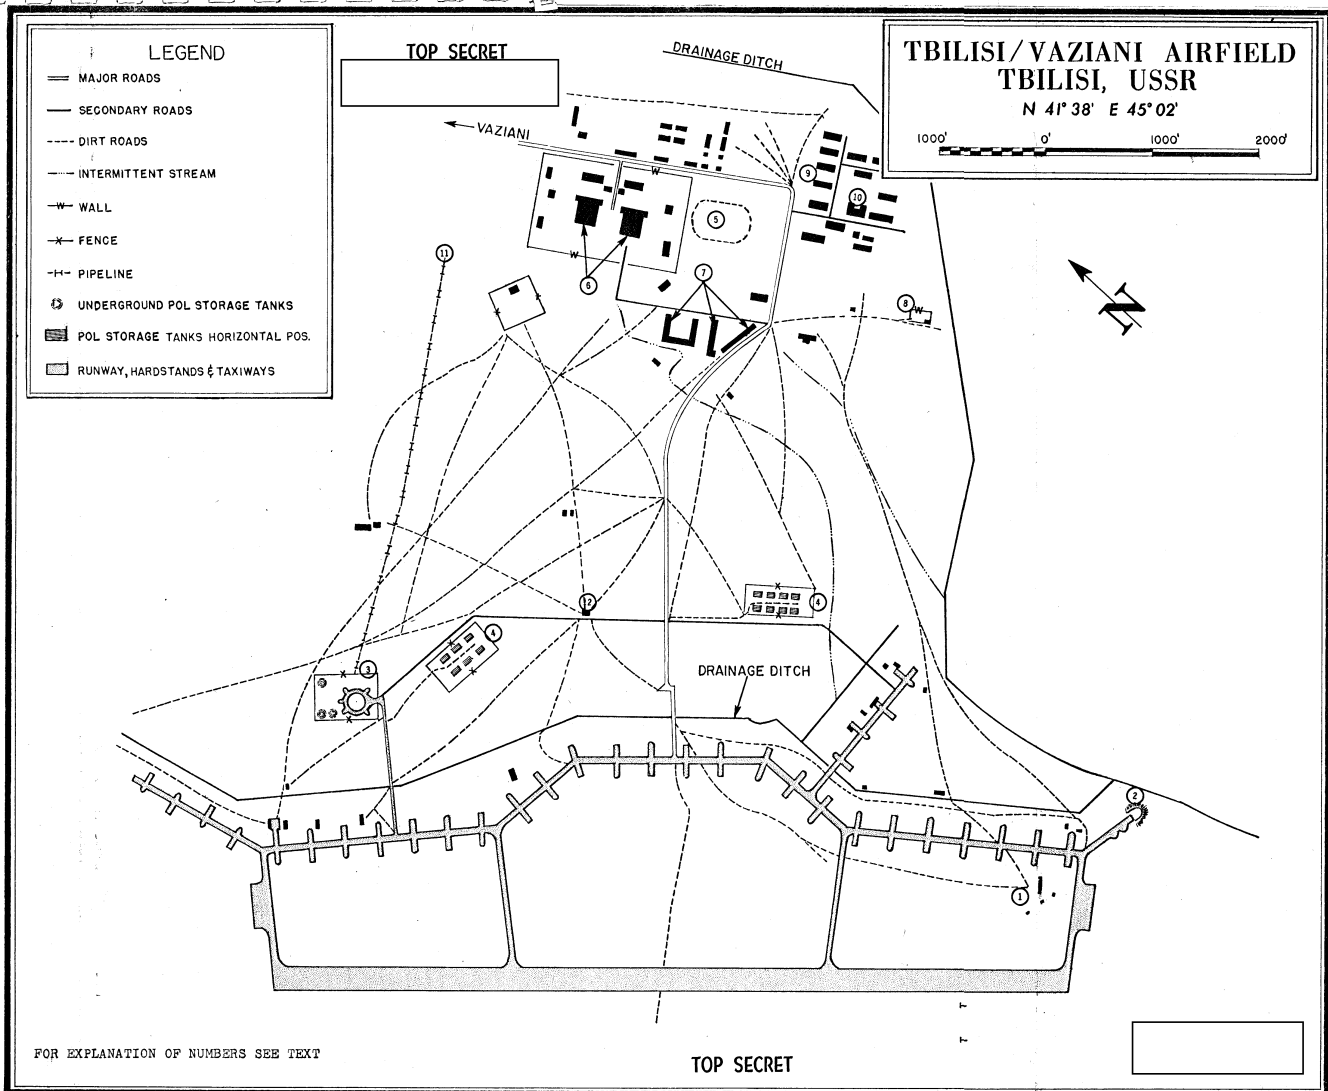 LEGEND
MAJOR ROADS
SECONDARY ROADS
DIRT ROADS
INTERMITTENT STREAM
W WALL
X FENCE
H PIPELINE
UNDERGROUND POL STORAGE TANKS
POL STORAGE TANKS HORIZONTAL POS.
RUNWAY, HARDSTANDS & TAXIWAYS
TOP SECRET
DRAINAGE DITCH
TBILISI/VAZIANI AIRFIELD
TBILISI, USSR
N 41° 38' E 45° 02'
1000' 0' 1000' 2000'
VAZIANI
W
9
10
5
11
W
6
7
8
W
N
X
X
12
X
4
X
4
X
X
3
X
X
DRAINAGE DITCH
2
1
FOR EXPLANATION OF NUMBERS SEE TEXT
TOP SECRET